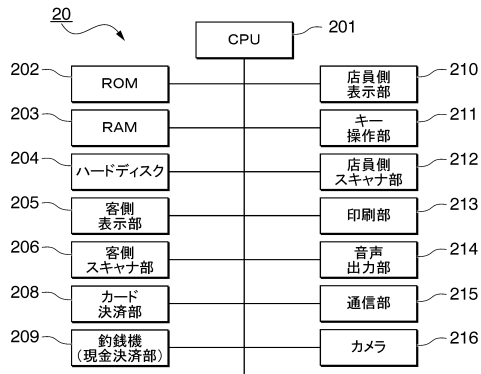 20
CPU
201
202
ROM
203
RAM
204
ハードディスク
205
客側
表示部
206
客側
スキャナ部
208
カード
決済部
209
釣銭機
(現金決済部)
店員側
表示部
210
キー
操作部
211
店員側
スキャナ部
212
印刷部
213
音声
出力部
214
通信部
215
カメラ
216